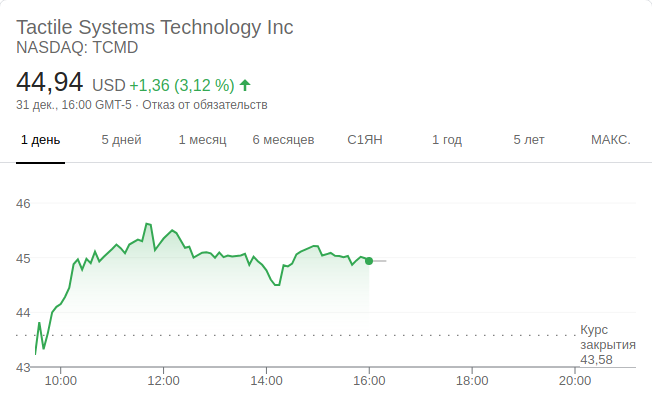 Tactile Systems Technology Inc
NASDAQ: TCMD
44,94 USD +1,36 (3,12 %)
31 дек., 16:00 GMT-5 · Отказ от обязательств
1 день 5 дней 1 месяц 6 месяцев С1ЯН 1 год 5 лет МАКС.
46
45
44
Курс
закрытия
43,58
43
10:00 12:00 14:00 16:00 18:00 20:00